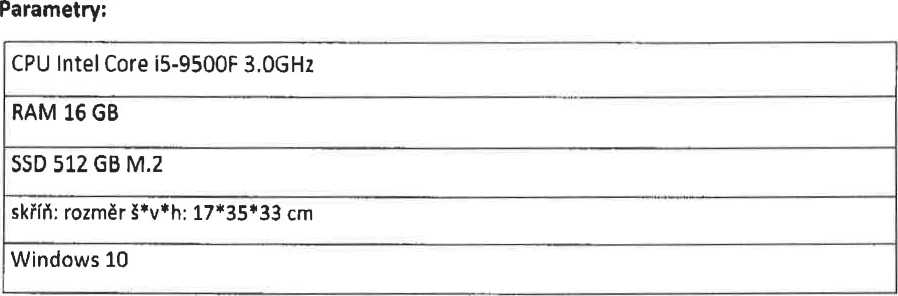 Parametry:
CPU Intel Core i5-9500F 3.0GHz
RAM 16 GB
SSD 512 GB M.2
skříň: rozměr š*v*h: 17*35*33 cm
Windows 10